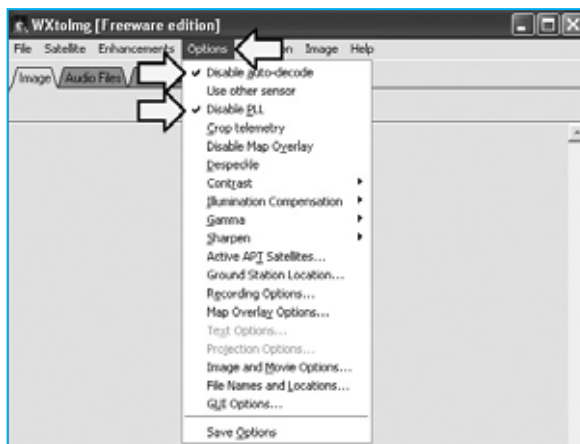 WXtoImg [Freeware edition]
File Satellite Enhancements Options Image Help
Image Audio Files
Disable auto-decode
Use other sensor
Disable PLL
Crop telemetry
Disable Map Overlay
Despeckle
Contrast
Illumination Compensation
Gamma
Sharpen
Active APT Satellites...
Ground Station Location...
Recording Options...
Map Overlay Options...
Text Options...
Projection Options...
Image and Movie Options...
File Names and Locations...
GUI Options...
Save Options